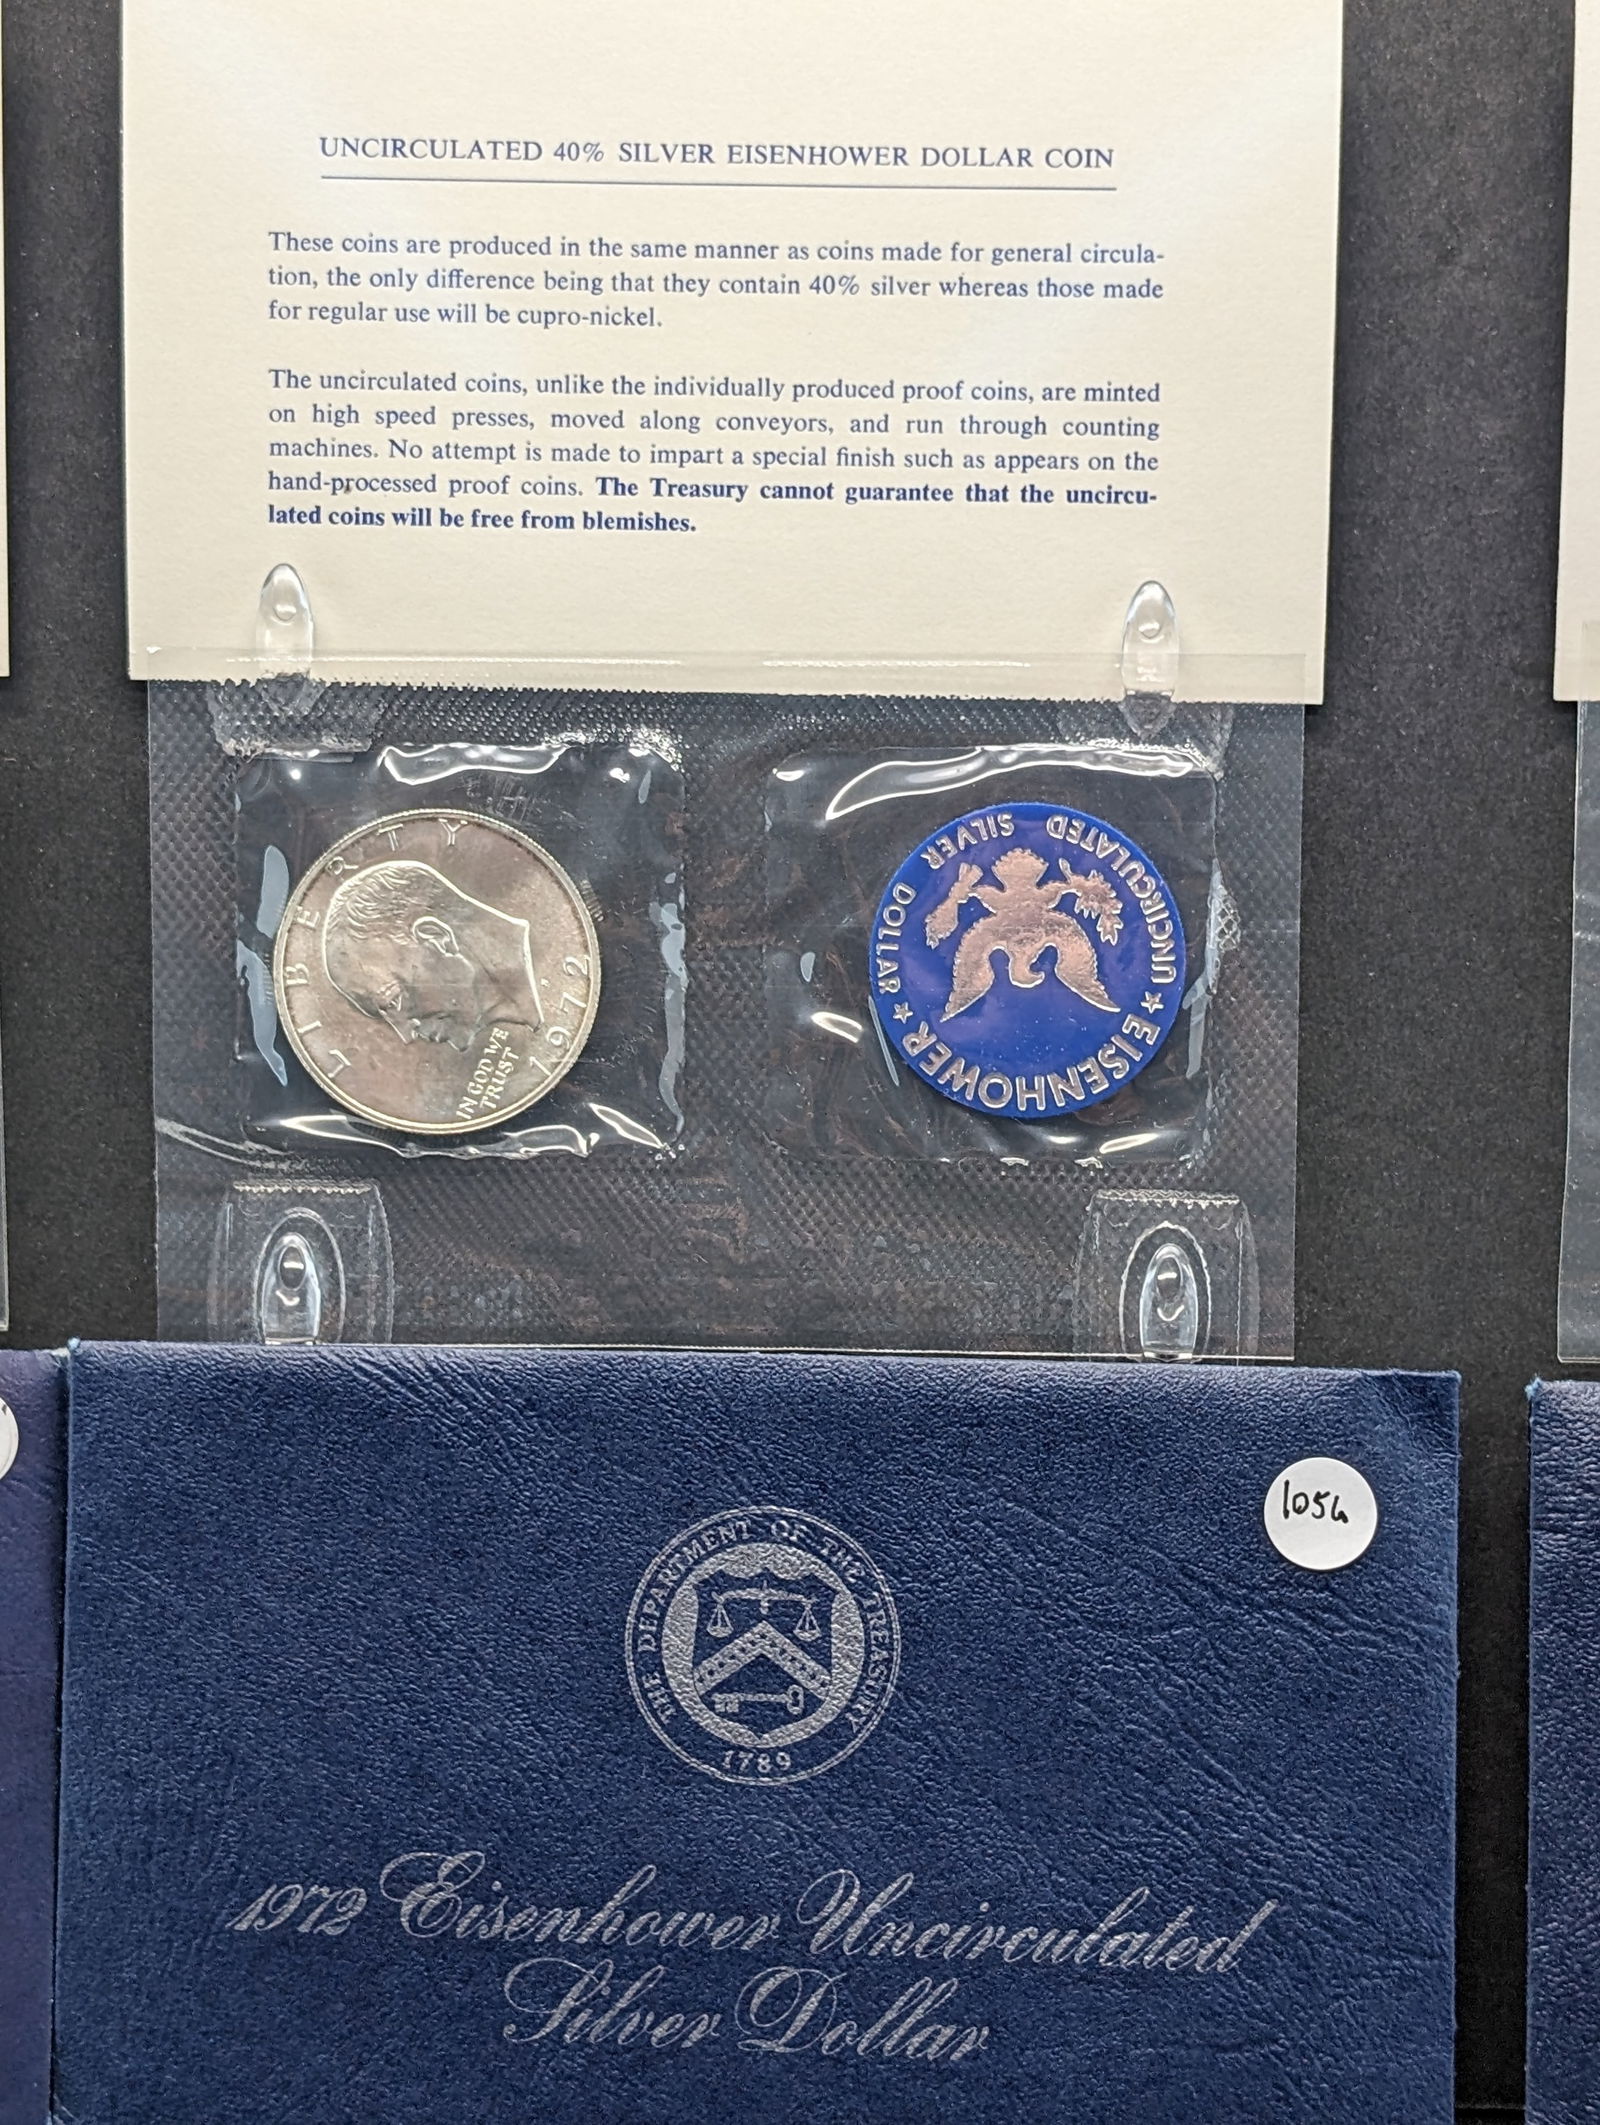 UNCIRCULATED 40% SILVER EISENHOWER DOLLAR COIN
These coins are produced in the same manner as coins made for general circula-
tion, the only difference being that they contain 40% silver whereas those made
for regular use will be cupro-nickel.
The uncirculated coins, unlike the individually produced proof coins, are minted
on high speed presses, moved along conveyors, and run through counting
machines. No attempt is made to impart a special finish such as appears on the
hand-processed proof coins. The Treasury cannot guarantee that the uncircu-
lated coins will be free from blemishes.
LIBERTY
IN GOD WE
TRUST
1972
EISENHOWER ★ UNCIRCULATED SILVER DOLLAR ★
1054
THE DEPARTMENT OF THE TREASURY
1789
1972 Eisenhower Uncirculated
Silver Dollar